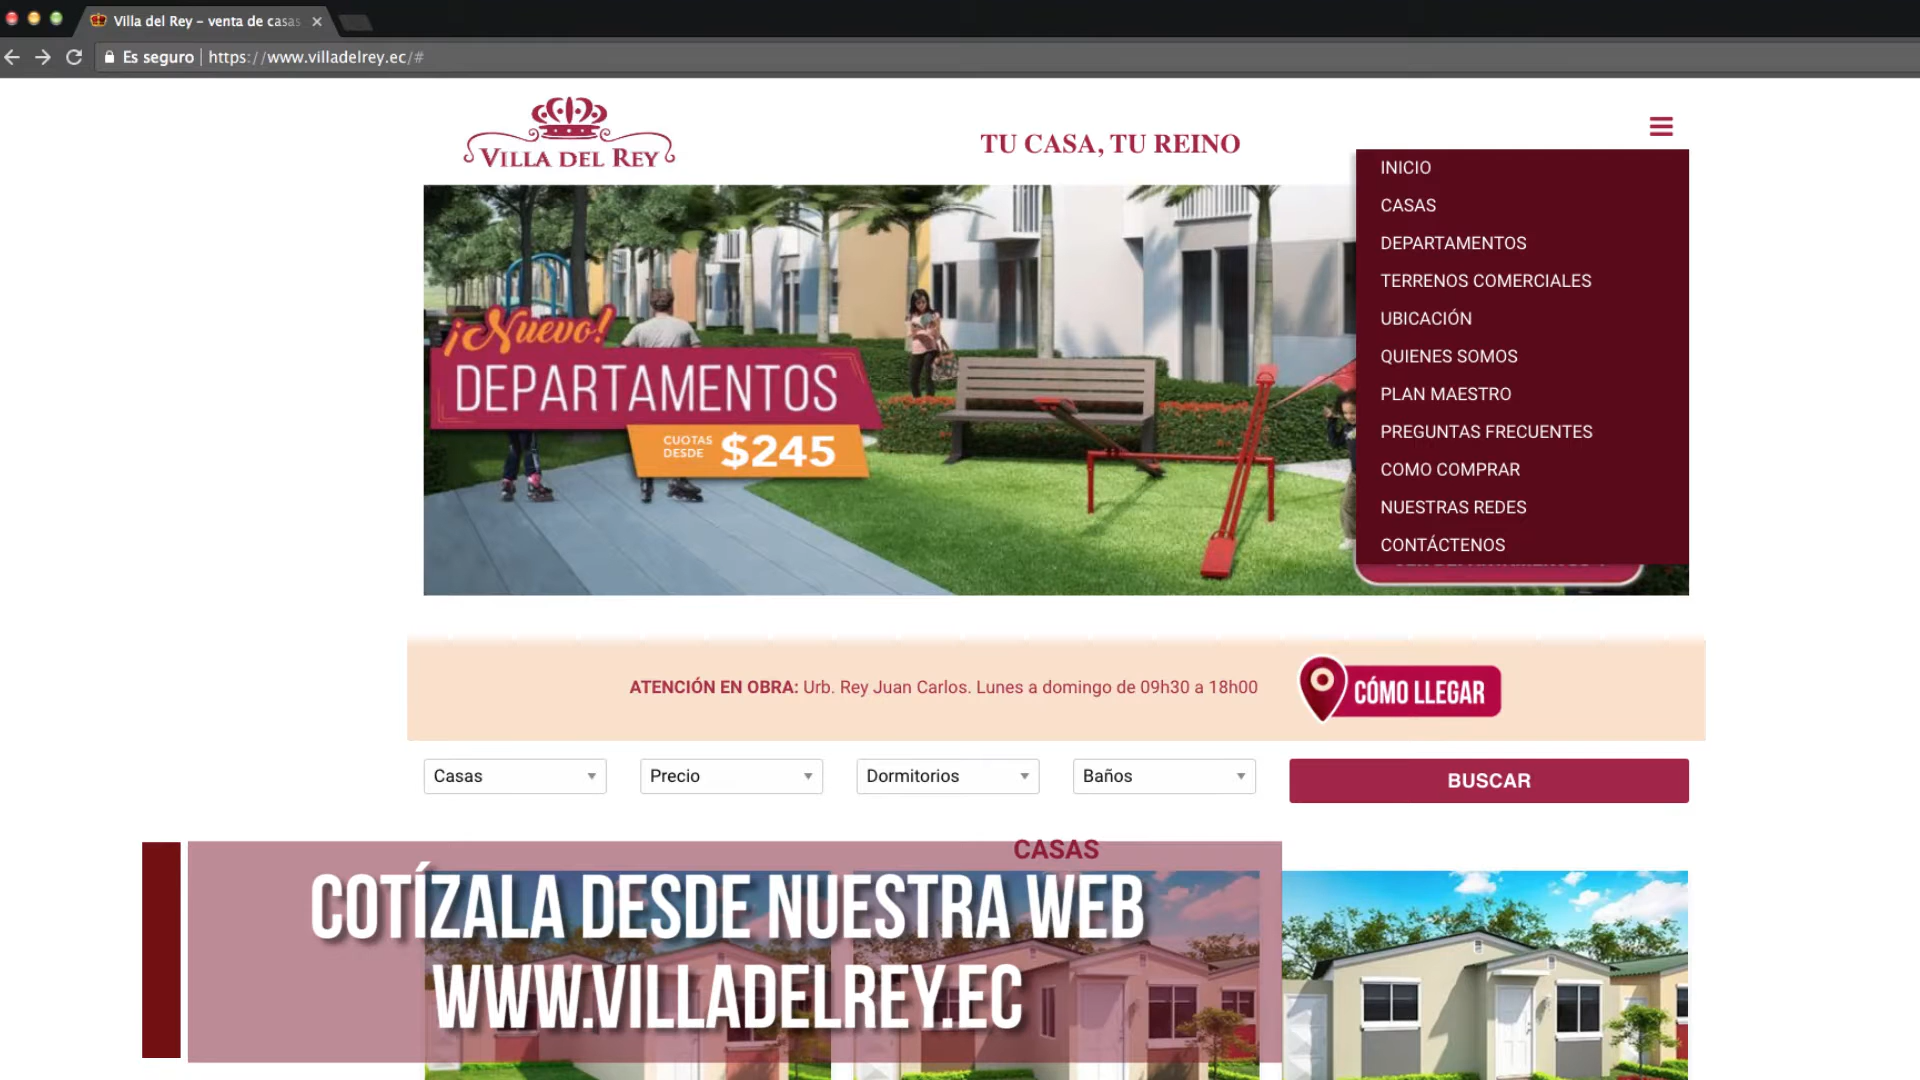 Villa del Rey – venta de casas
Es seguro | https://www.villadelrey.ec/#
VILLA DEL REY
TU CASA, TU REINO
INICIO
CASAS
DEPARTAMENTOS
TERRENOS COMERCIALES
UBICACIÓN
QUIENES SOMOS
PLAN MAESTRO
PREGUNTAS FRECUENTES
COMO COMPRAR
NUESTRAS REDES
CONTÁCTENOS
¡Nuevo!
DEPARTAMENTOS
CUOTAS
DESDE
$245
ATENCIÓN EN OBRA: Urb. Rey Juan Carlos. Lunes a domingo de 09h30 a 18h00
CÓMO LLEGAR
Casas
Precio
Dormitorios
Baños
BUSCAR
CASAS
COTÍZALA DESDE NUESTRA WEB
WWW.VILLADELREY.EC